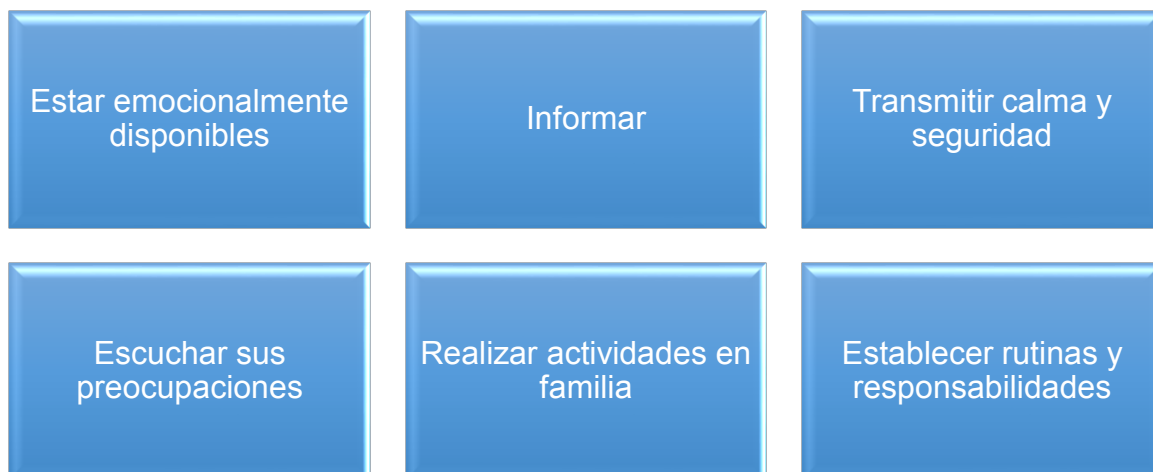 Estar emocionalmente
disponibles
Informar
Transmitir calma y
seguridad
Escuchar sus
preocupaciones
Realizar actividades en
familia
Establecer rutinas y
responsabilidades